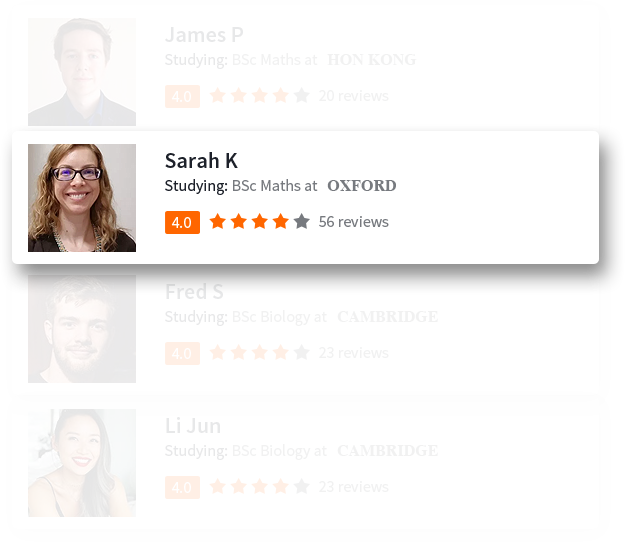 James P
Studying: BSc Maths at HON KONG
4.0 20 reviews
Sarah K
Studying: BSc Maths at OXFORD
4.0 56 reviews
Fred S
Studying: BSc Biology at CAMBRIDGE
4.0 23 reviews
Li Jun
Studying: BSc Biology at CAMBRIDGE
4.0 23 reviews